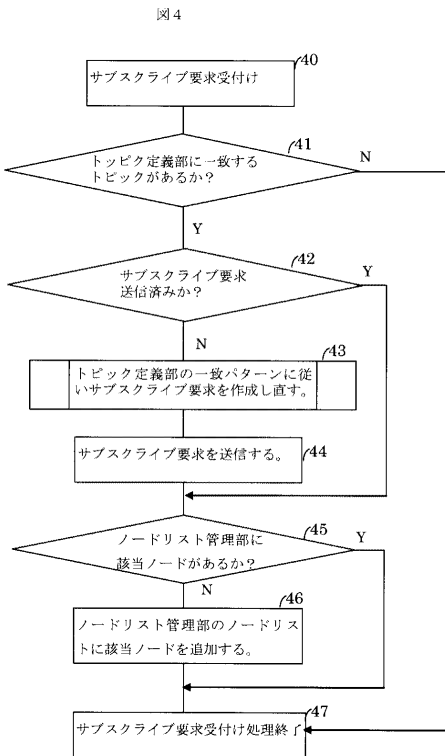 図4
40
サブスクライブ要求受付け
41
トッピク定義部に一致する
トピックがあるか？
N
Y
42
サブスクライブ要求
送信済みか？
Y
N
43
トピック定義部の一致パターンに従
いサブスクライブ要求を作成し直す。
サブスクライブ要求を送信する。
44
45
ノードリスト管理部に
該当ノードがあるか？
Y
N
46
ノードリスト管理部のノードリス
トに該当ノードを追加する。
47
サブスクライブ要求受付け処理終了